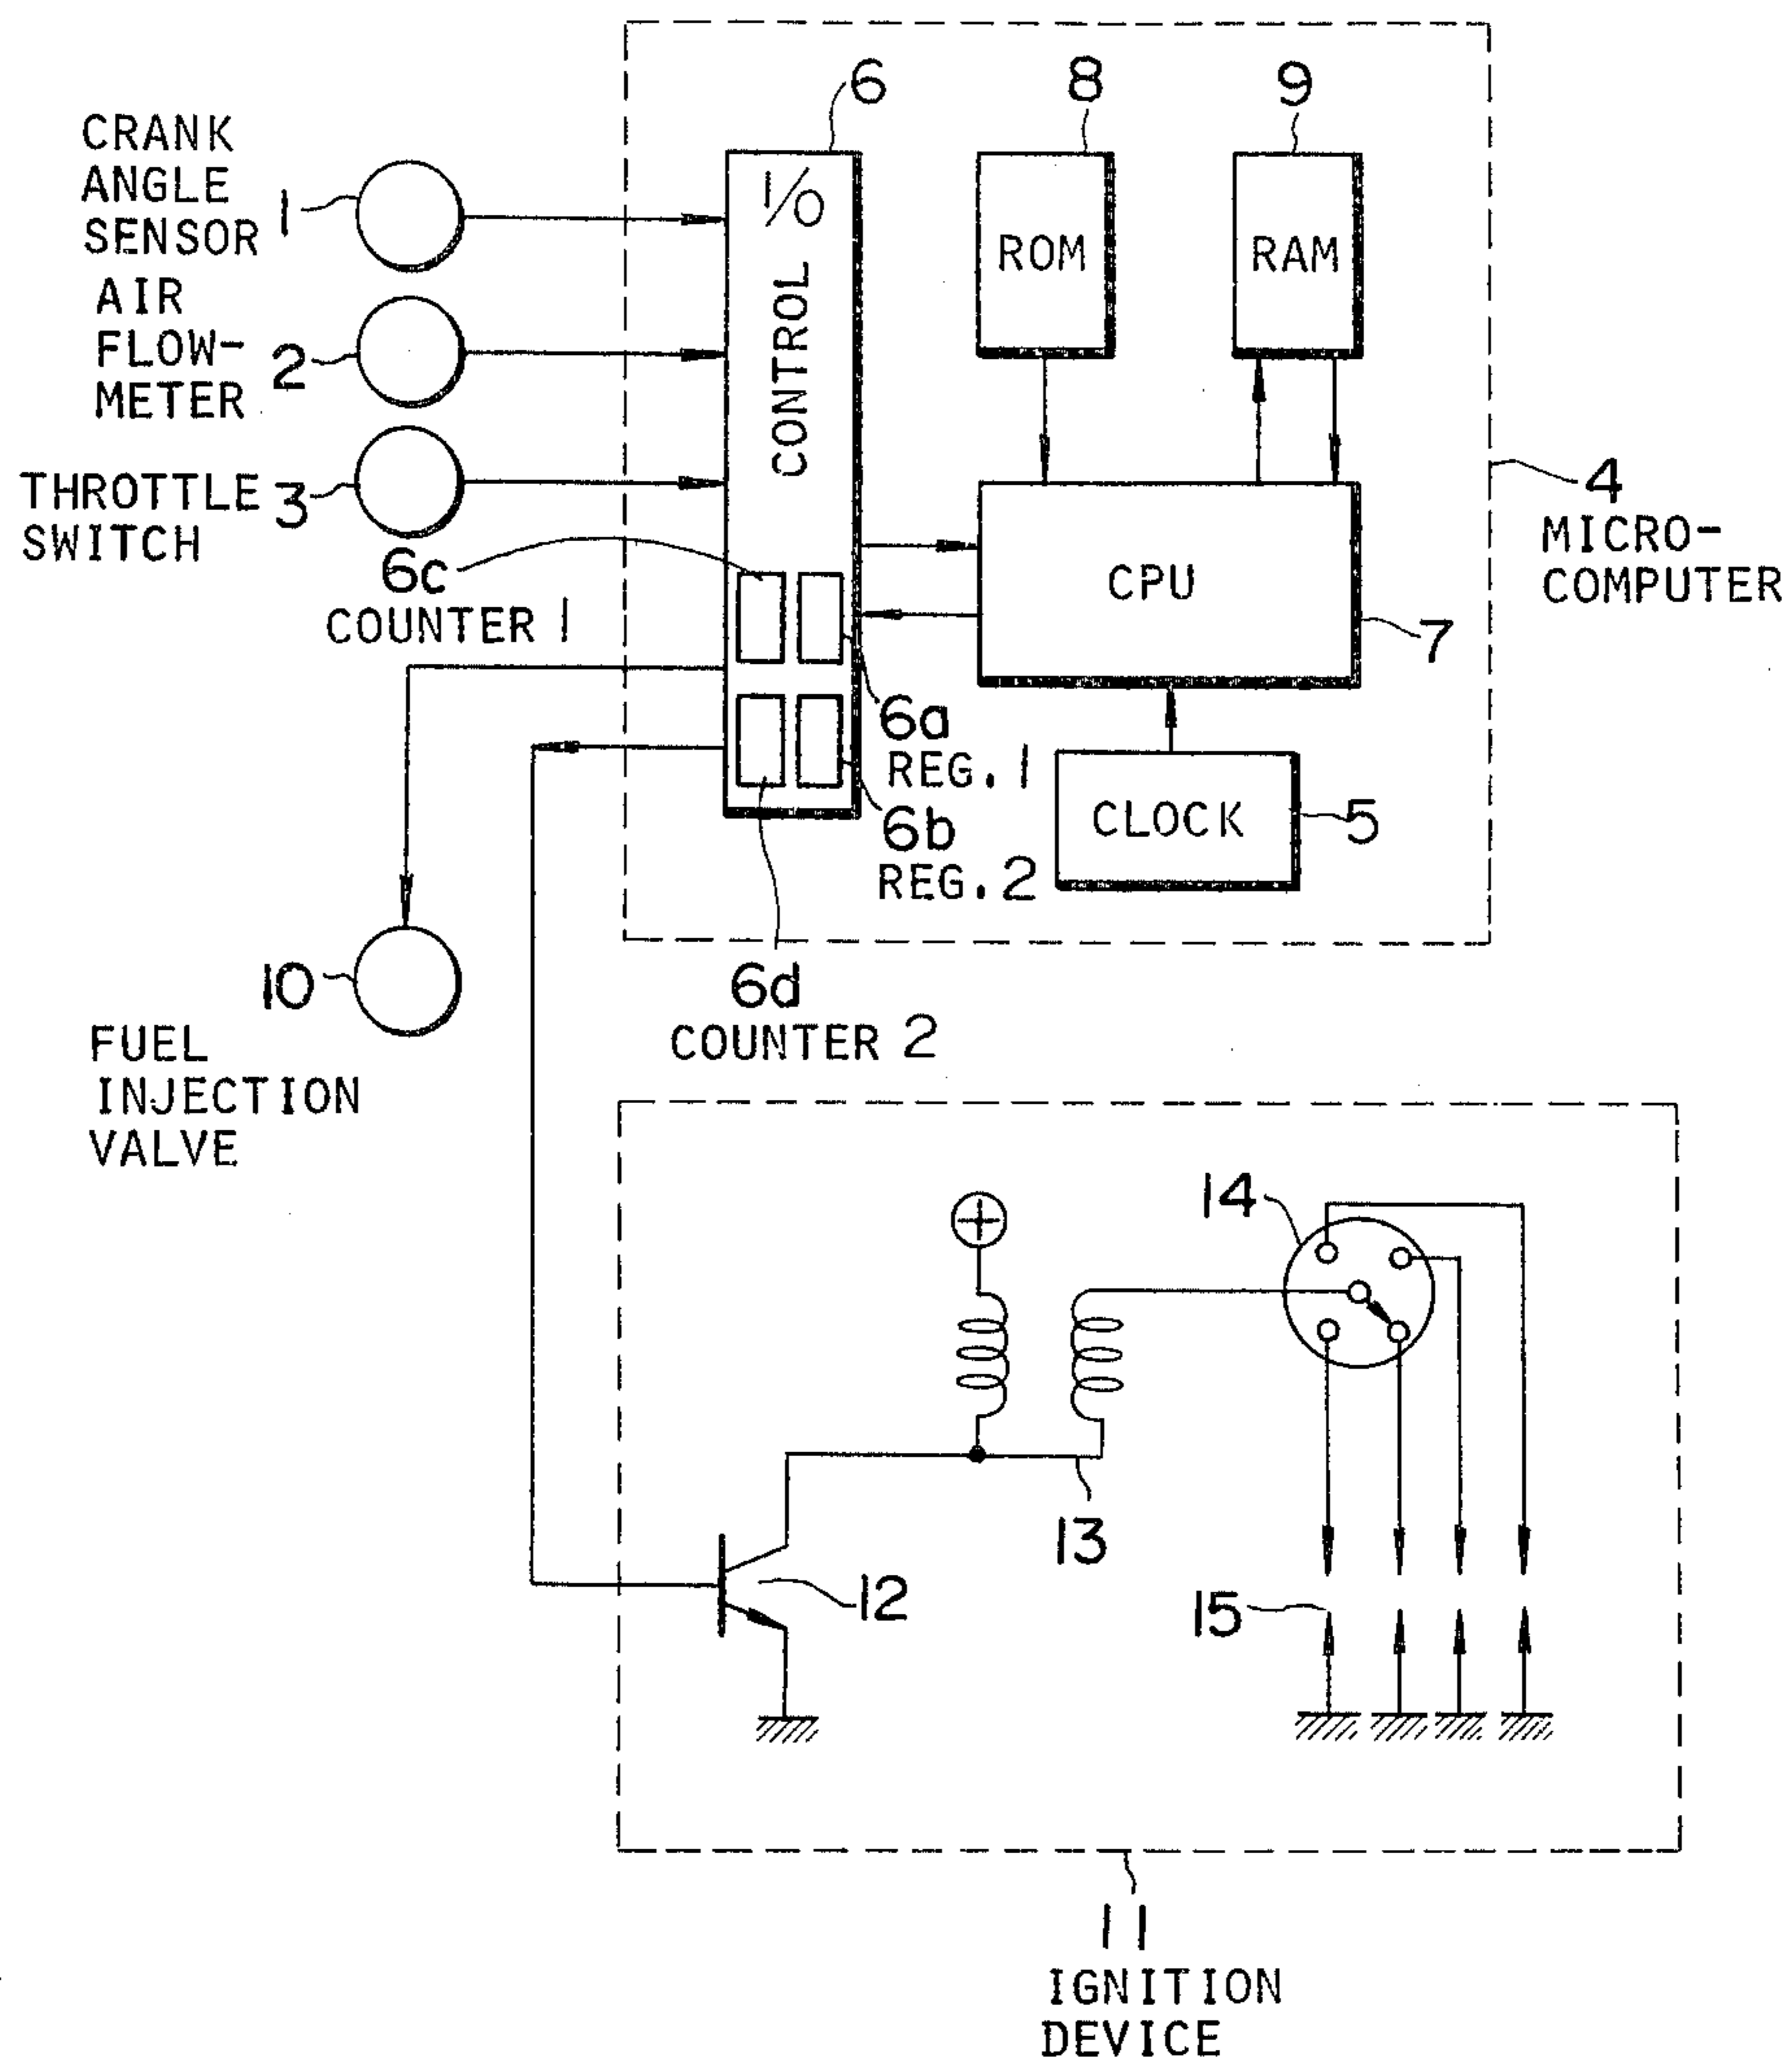 CRANK
ANGLE
SENSOR 1
AIR
FLOW-
METER 2
THROTTLE 3
SWITCH
6
I/O
CONTROL
8
ROM
9
RAM
4
MICRO-
COMPUTER
CPU
7
6c
COUNTER 1
6a
REG. 1
6b
REG. 2
CLOCK 5
6d
COUNTER 2
10
FUEL
INJECTION
VALVE
14
13
12
15
11
IGNITION
DEVICE